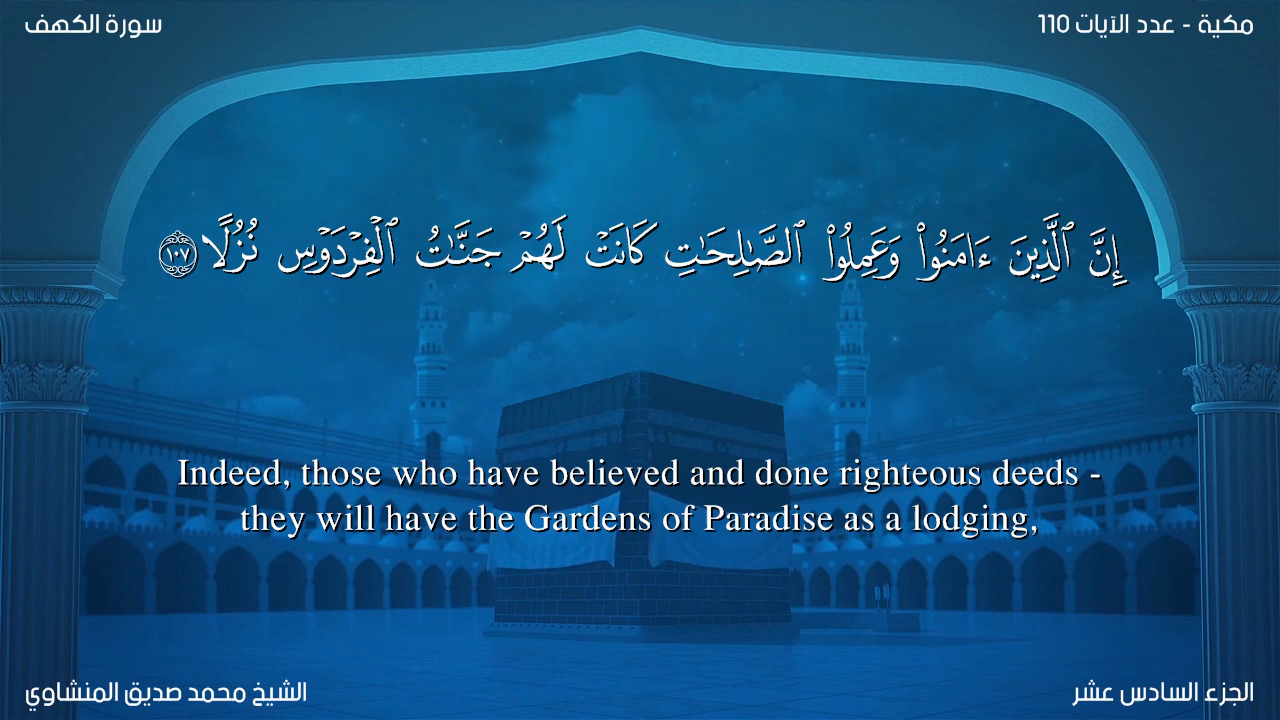 سورة الكهف
مكية - عدد الآيات 110
إِنَّ ٱلَّذِينَ ءَامَنُوا۟ وَعَمِلُوا۟ ٱلصَّـٰلِحَـٰتِ كَانَتْ لَهُمْ جَنَّـٰتُ ٱلْفِرْدَوْسِ نُزُلًا ١٠٧
Indeed, those who have believed and done righteous deeds -
they will have the Gardens of Paradise as a lodging,
الشيخ محمد صديق المنشاوي
الجزء السادس عشر